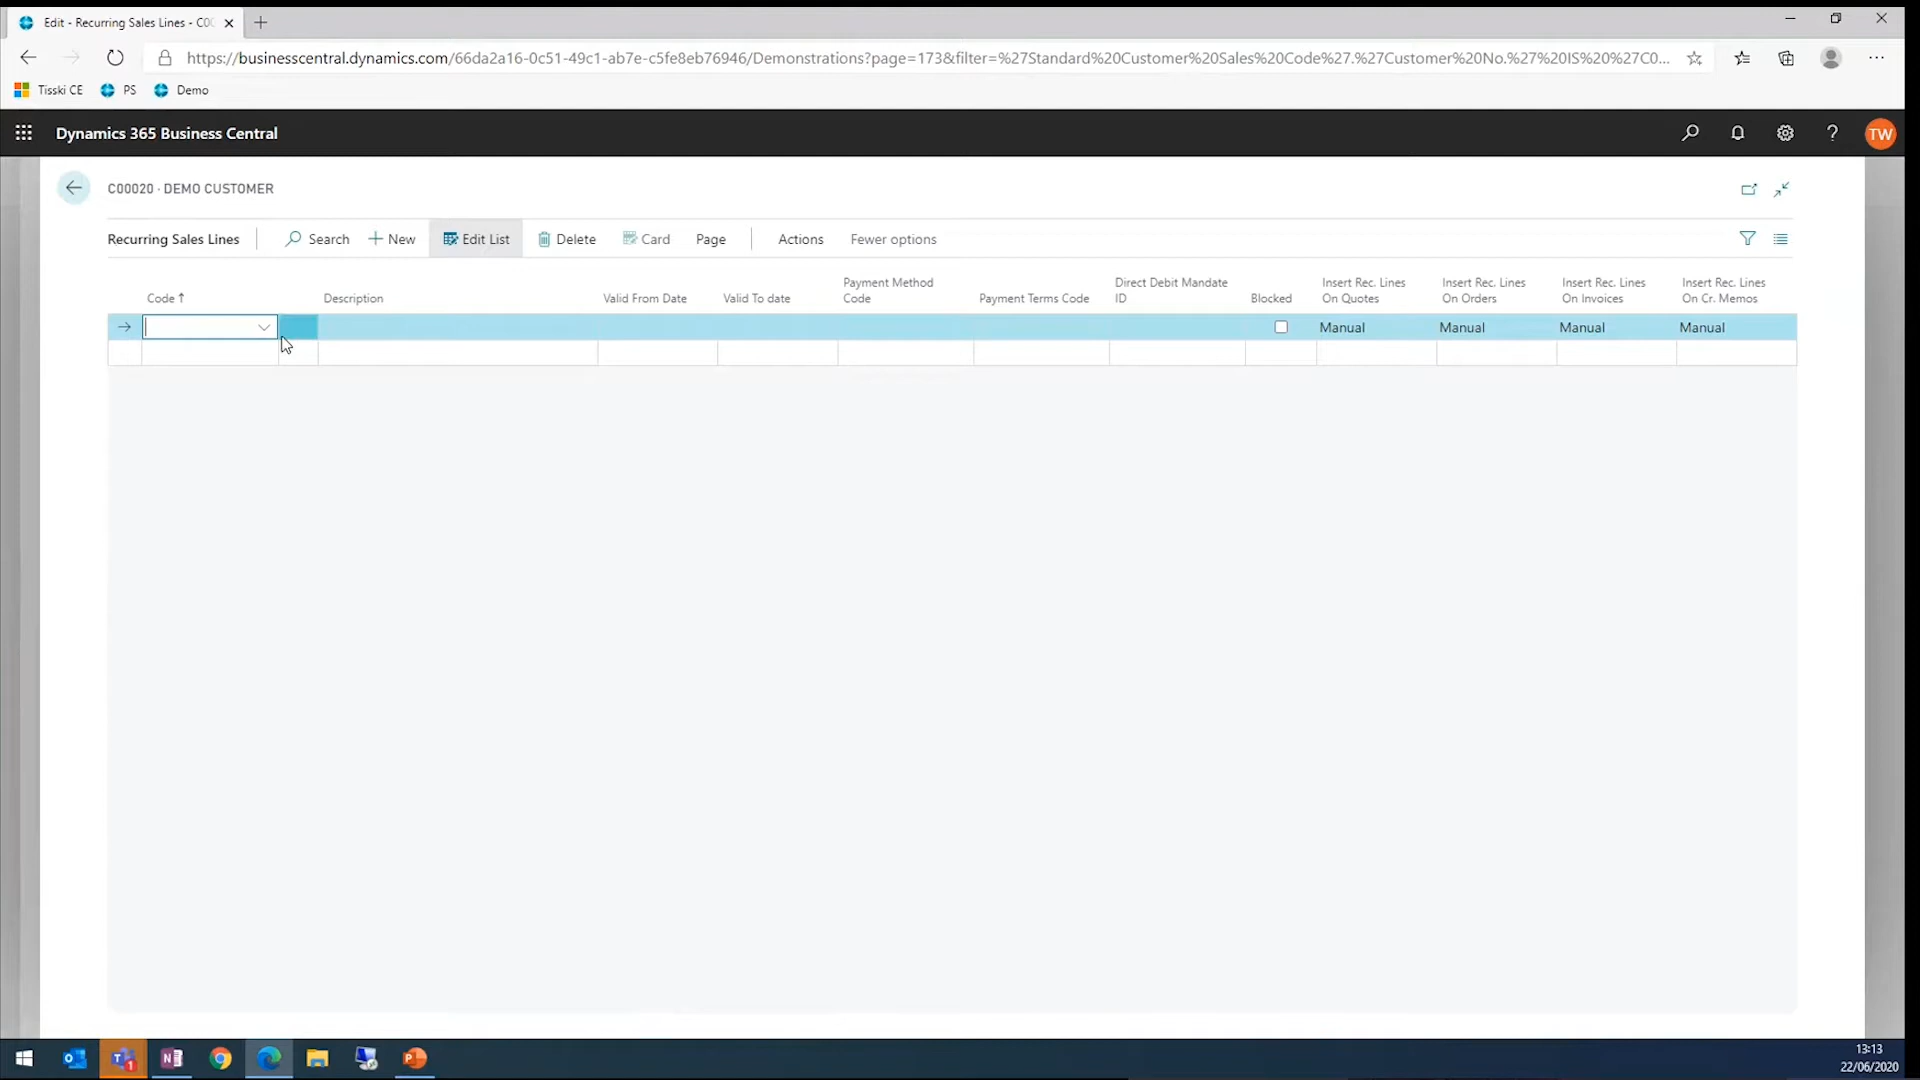 Edit - Recurring Sales Lines - C0
https://businesscentral.dynamics.com/66da2a16-0c51-49c1-ab7e-c5fe8eb76946/Demonstrations?page=173&filter=%27Standard%20Customer%20Sales%20Code%27.%27Customer%20No.%27%20IS%20%27C0...
Tisski CE PS Demo
Dynamics 365 Business Central
TW
C00020 · DEMO CUSTOMER
Recurring Sales Lines Search New Edit List Delete Card Page Actions Fewer options
Code ↑
Description
Valid From Date
Valid To date
Payment Method
Code
Payment Terms Code
Direct Debit Mandate
ID
Blocked
Insert Rec. Lines
On Quotes
Insert Rec. Lines
On Orders
Insert Rec. Lines
On Invoices
Insert Rec. Lines
On Cr. Memos
Manual Manual Manual Manual
13:13
22/06/2020